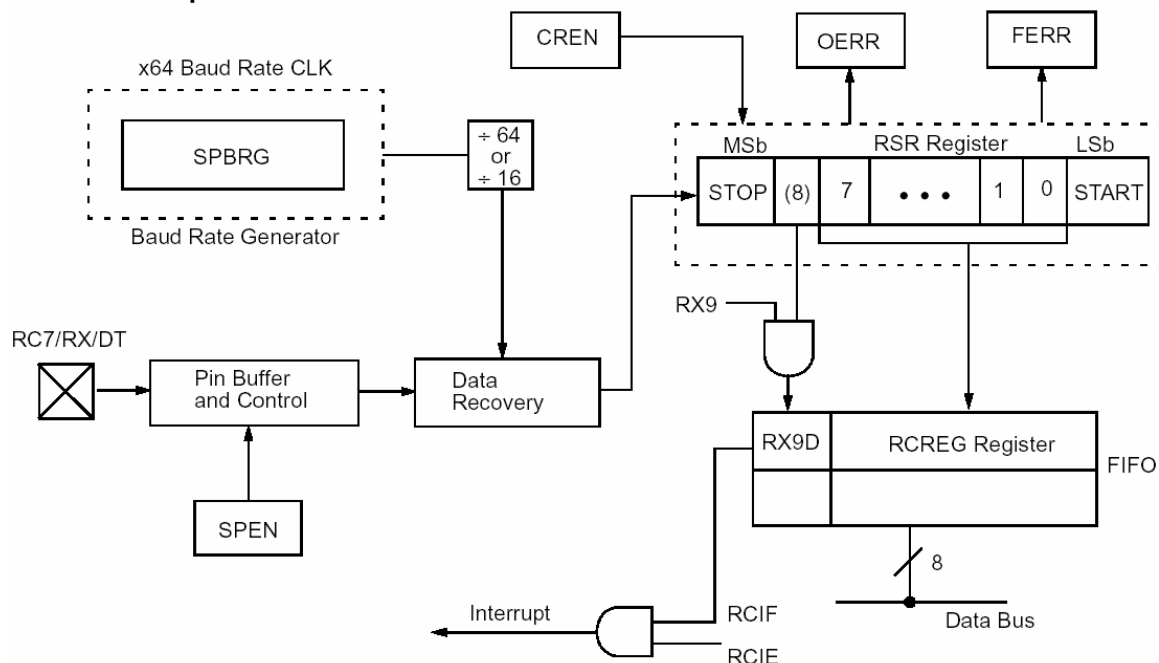 CREN
OERR
FERR
x64 Baud Rate CLK
SPBRG
÷ 64
or
÷ 16
Baud Rate Generator
MSb
RSR Register
LSb
STOP
(8)
7
• • •
1
0
START
RX9
RC7/RX/DT
Pin Buffer
and Control
Data
Recovery
SPEN
RX9D
RCREG Register
FIFO
8
Data Bus
Interrupt
RCIF
RCIE